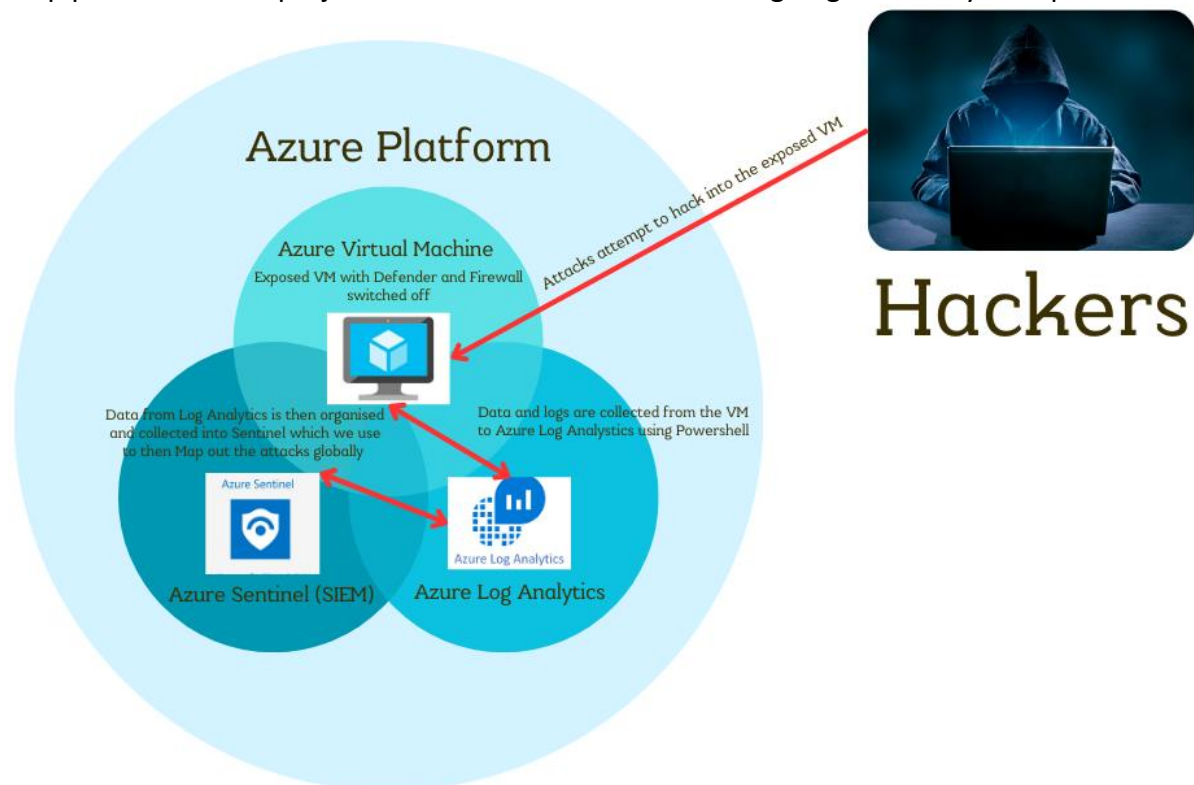 Azure Platform
Attacks attempt to hack into the exposed VM
Hackers
Azure Virtual Machine
Exposed VM with Defender and Firewall
switched off
Data from Log Analytics is then organised
and collected into Sentinel which we use
to then Map out the attacks globally
Data and logs are collected from the VM
to Azure Log Analystics using Powershell
Azure Sentinel
Azure Sentinel (SIEM)
Azure Log Analytics
Azure Log Analytics